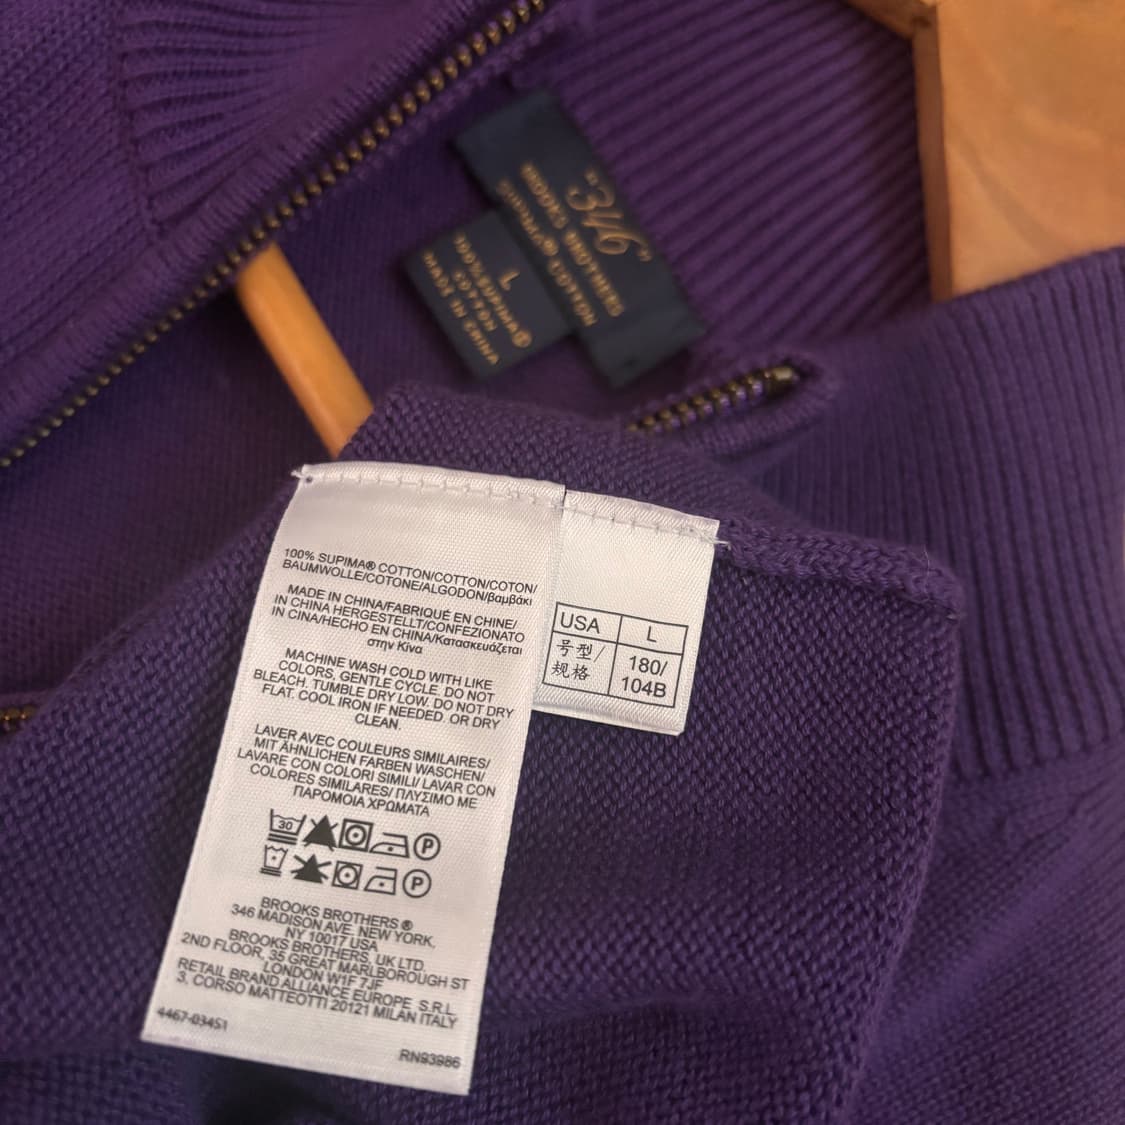 "346"
BROOKS BROTHERS
SUPIMA® COTTON
L
100% SUPIMA®
COTTON
MADE IN CHINA
100% SUPIMA® COTTON/COTTON/COTON/
BAUMWOLLE/COTONE/ALGODON/βαμβάκι
MADE IN CHINA/FABRIQUÉ EN CHINE/
IN CHINA HERGESTELLT/CONFEZIONATO
IN CINA/HECHO EN CHINA/Κατασκευάζεται
στην Κίνα
MACHINE WASH COLD WITH LIKE
COLORS, GENTLE CYCLE. DO NOT
BLEACH. TUMBLE DRY LOW. DO NOT DRY
FLAT. COOL IRON IF NEEDED. OR DRY
CLEAN.
LAVER AVEC COULEURS SIMILAIRES/
MIT ÄHNLICHEN FARBEN WASCHEN/
LAVARE CON COLORI SIMILI/ LAVAR CON
COLORES SIMILARES/ ΠΛΥΣΙΜΟ ΜΕ
ΠΑΡΟΜΟΙΑ ΧΡΩΜΑΤΑ
30 P
P
BROOKS BROTHERS ®
346 MADISON AVE. NEW YORK,
NY 10017 USA
BROOKS BROTHERS, UK LTD.
2ND FLOOR, 35 GREAT MARLBOROUGH ST
LONDON W1F 7JF
RETAIL BRAND ALLIANCE EUROPE S.R.L.
3, CORSO MATTEOTTI 20121 MILAN ITALY
4467-03451
RN93986
USA L
号型/
规格
180/
104B